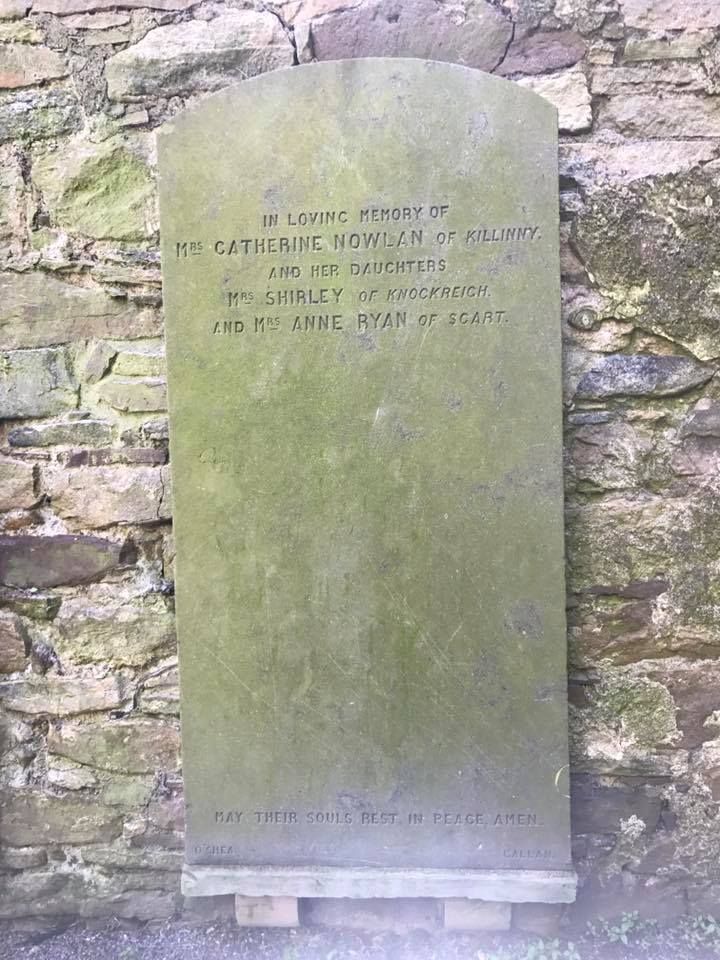 IN LOVING MEMORY OF
MRS CATHERINE NOWLAN OF KILLINNY.
AND HER DAUGHTERS
MRS SHIRLEY OF KNOCKREICH.
AND MRS ANNE RYAN OF SCART.
MAY THEIR SOULS REST IN PEACE. AMEN.
O'SHEA. CALLAN.